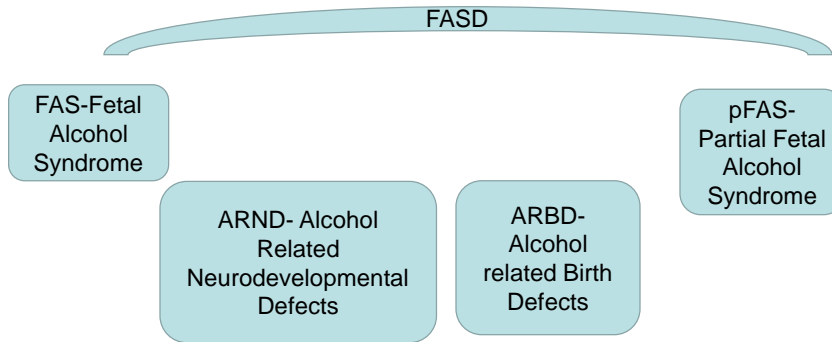 FASD
FAS-Fetal
Alcohol
Syndrome
pFAS-
Partial Fetal
Alcohol
Syndrome
ARND- Alcohol
Related
Neurodevelopmental
Defects
ARBD-
Alcohol
related Birth
Defects